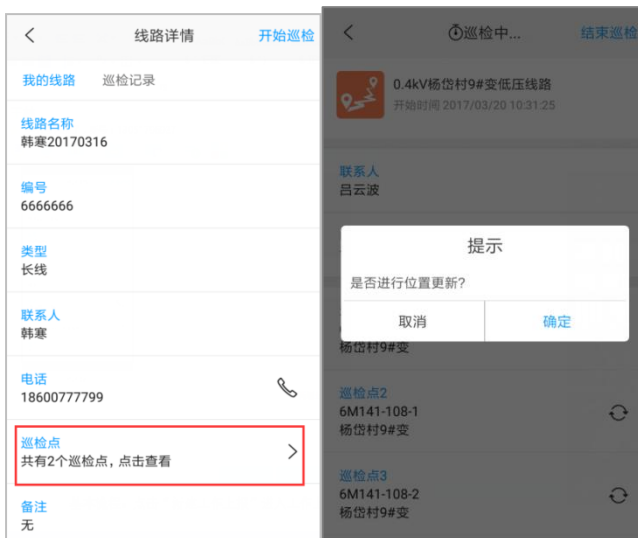 线路详情
开始巡检
我的线路
巡检记录
线路名称
韩寒20170316
编号
6666666
类型
长线
联系人
韩寒
电话
18600777799
巡检点
共有2个巡检点，点击查看
备注
无
巡检中...
结束巡检
0.4kV杨岱村9#变低压线路
开始时间 2017/03/20 10:31:25
联系人
吕云波
提示
是否进行位置更新?
取消
确定
杨岱村9#变
巡检点2
6M141-108-1
杨岱村9#变
巡检点3
6M141-108-2
杨岱村9#变